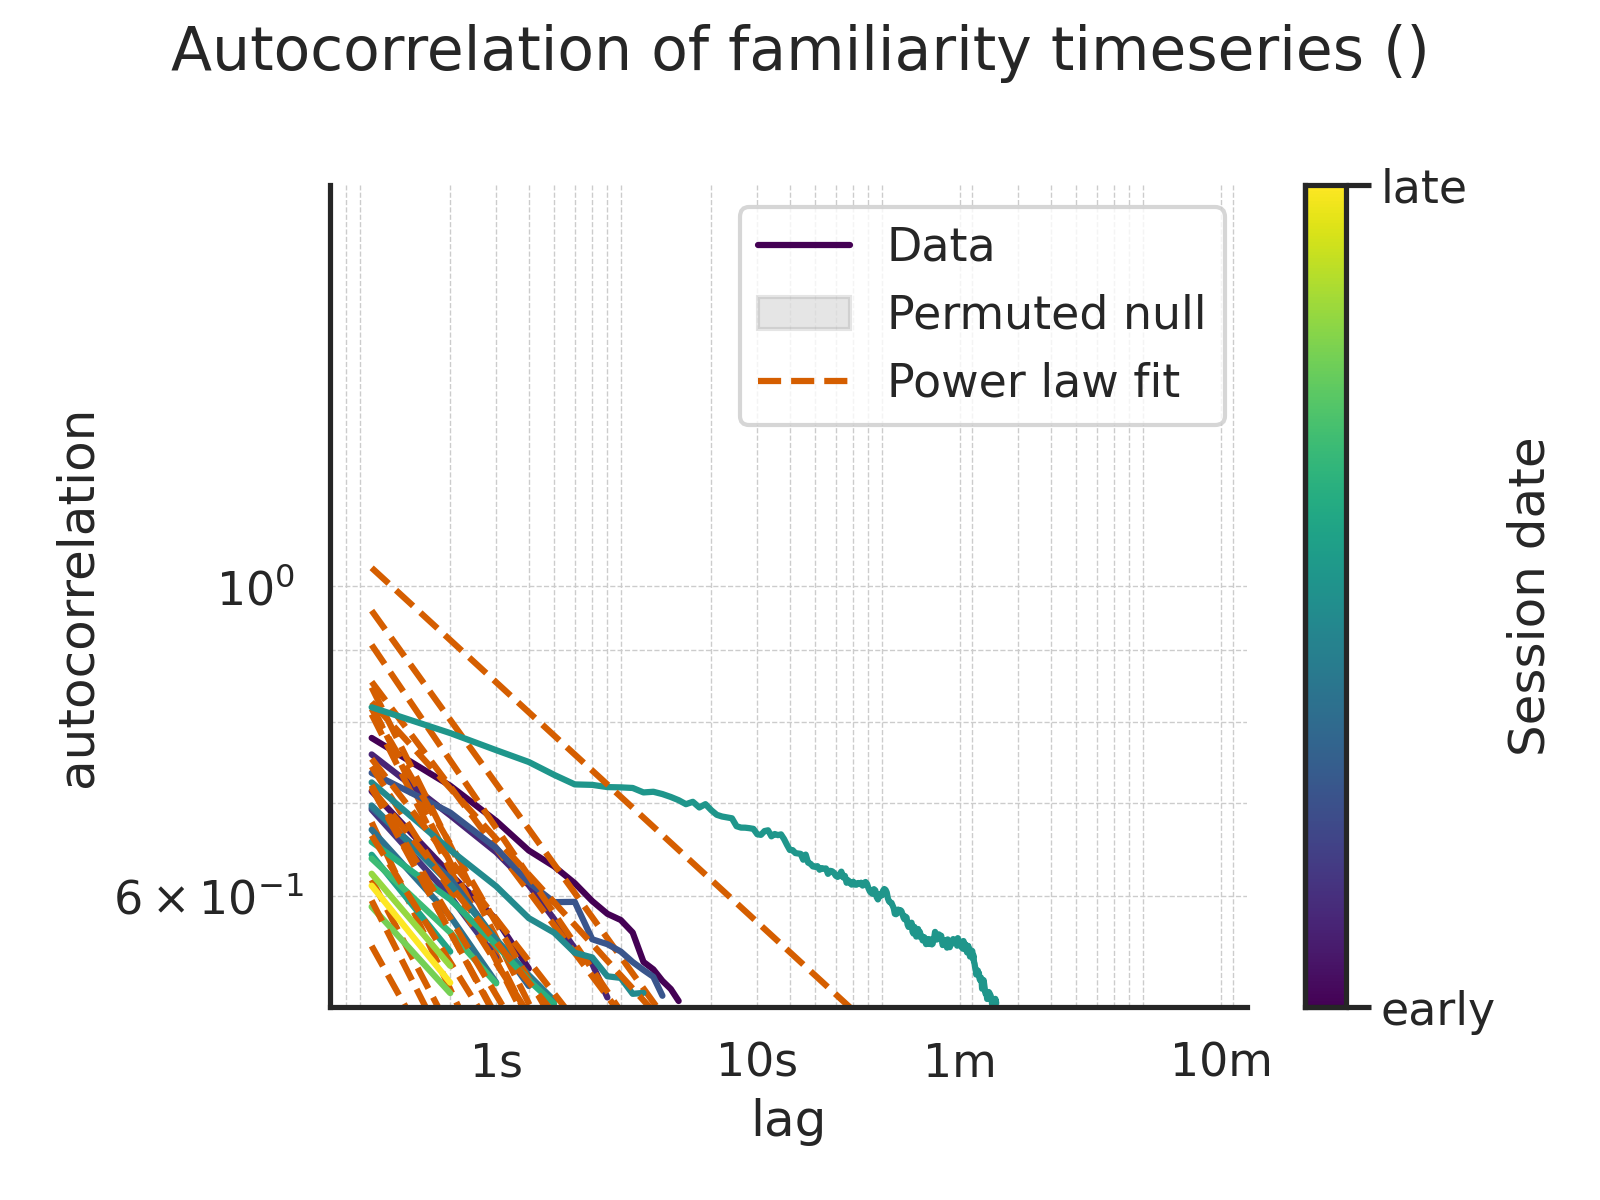 Autocorrelation of familiarity timeseries ()
late
Data
Permuted null
Power law fit
autocorrelation
10⁰
6 × 10⁻¹
Session date
early
1s
10s
1m
10m
lag